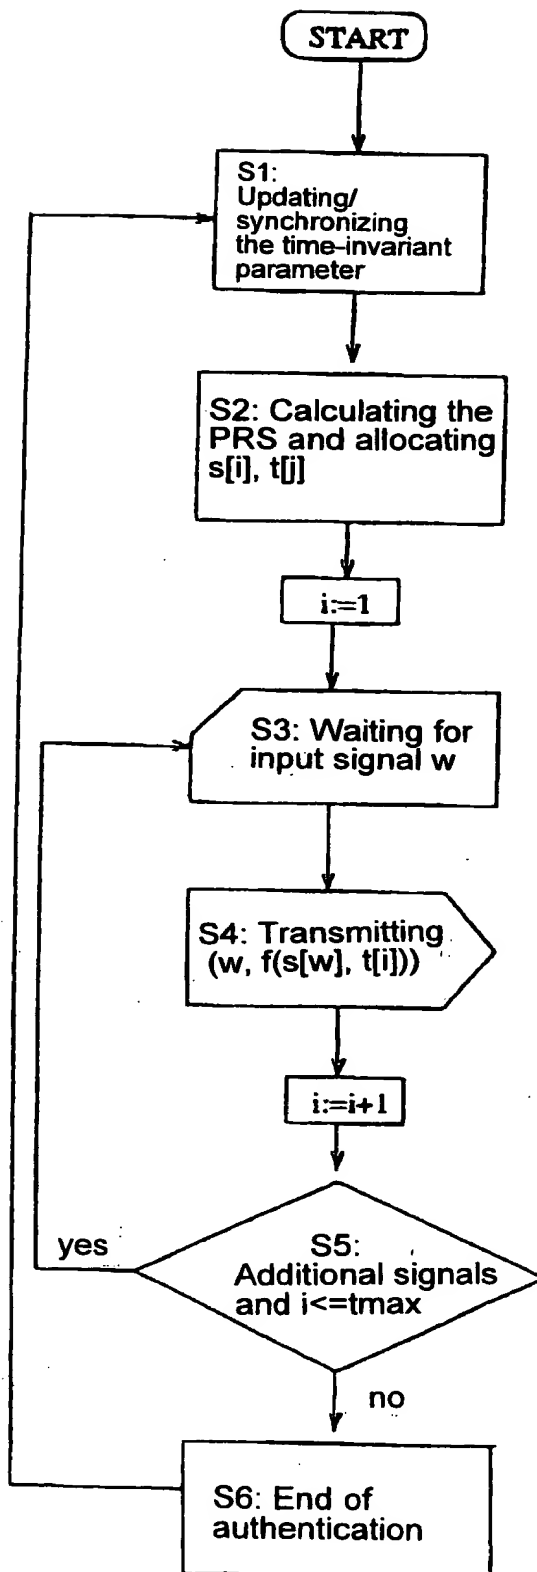 START
S1:
Updating/
synchronizing
the time-invariant
parameter
S2: Calculating the
PRS and allocating
s[i], t[j]
i:=1
S3: Waiting for
input signal w
S4: Transmitting
(w, f(s[w], t[i]))
i:=i+1
S5:
Additional signals
and i<=tmax
yes
no
S6: End of
authentication